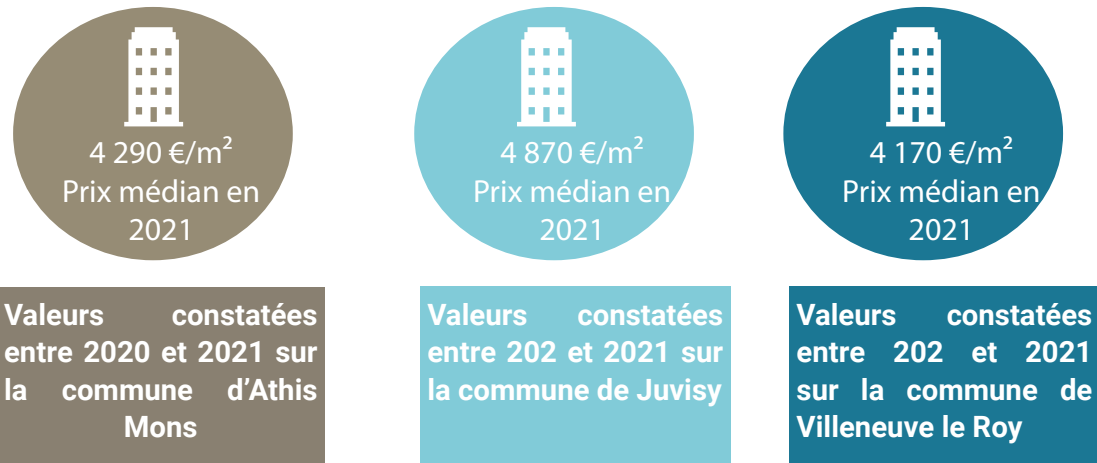 4 290 €/m²
Prix médian en
2021
4 870 €/m²
Prix médian en
2021
4 170 €/m²
Prix médian en
2021
Valeurs constatées
entre 2020 et 2021 sur
la commune d’Athis
Mons
Valeurs constatées
entre 202 et 2021 sur
la commune de Juvisy
Valeurs constatées
entre 202 et 2021
sur la commune de
Villeneuve le Roy